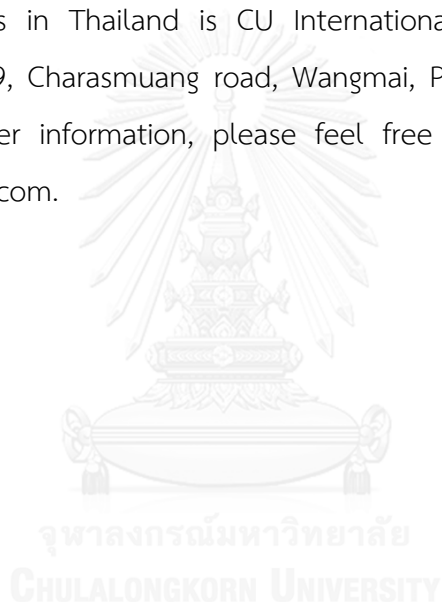 s in Thailand is CU Internationa
9, Charasmuang road, Wangmai, P
er information, please feel free
com.
จุฬาลงกรณ์มหาวิทยาลัย
CHULALONGKORN UNIVERSITY